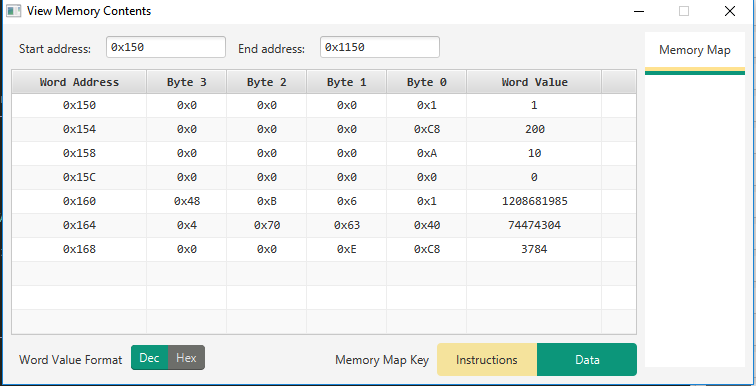 View Memory Contents
Start address: 0x150 End address: 0x1150 Memory Map
Word Address Byte 3 Byte 2 Byte 1 Byte 0 Word Value
0x150 0x0 0x0 0x0 0x1 1
0x154 0x0 0x0 0x0 0xC8 200
0x158 0x0 0x0 0x0 0xA 10
0x15C 0x0 0x0 0x0 0x0 0
0x160 0x48 0xB 0x6 0x1 1208681985
0x164 0x4 0x70 0x63 0x40 74474304
0x168 0x0 0x0 0xE 0xC8 3784
Word Value Format Dec Hex Memory Map Key Instructions Data